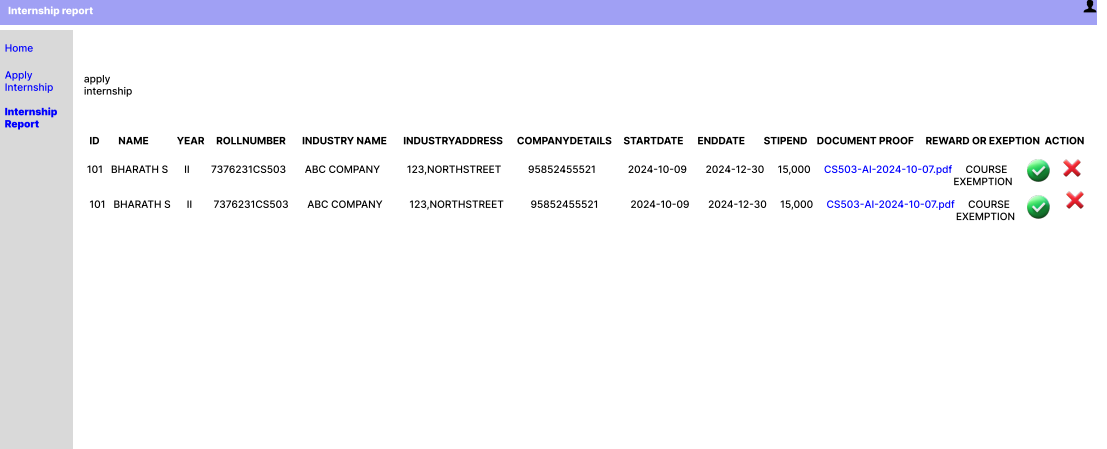 Internship report
Home
Apply
Internship
Internship
Report
apply
internship
ID NAME YEAR ROLLNUMBER INDUSTRY NAME INDUSTRYADDRESS COMPANYDETAILS STARTDATE ENDDATE STIPEND DOCUMENT PROOF REWARD OR EXEPTION ACTION
101 BHARATH S II 7376231CS503 ABC COMPANY 123,NORTHSTREET 95852455521 2024-10-09 2024-12-30 15,000 CS503-AI-2024-10-07.pdf COURSE
EXEMPTION
101 BHARATH S II 7376231CS503 ABC COMPANY 123,NORTHSTREET 95852455521 2024-10-09 2024-12-30 15,000 CS503-AI-2024-10-07.pdf COURSE
EXEMPTION